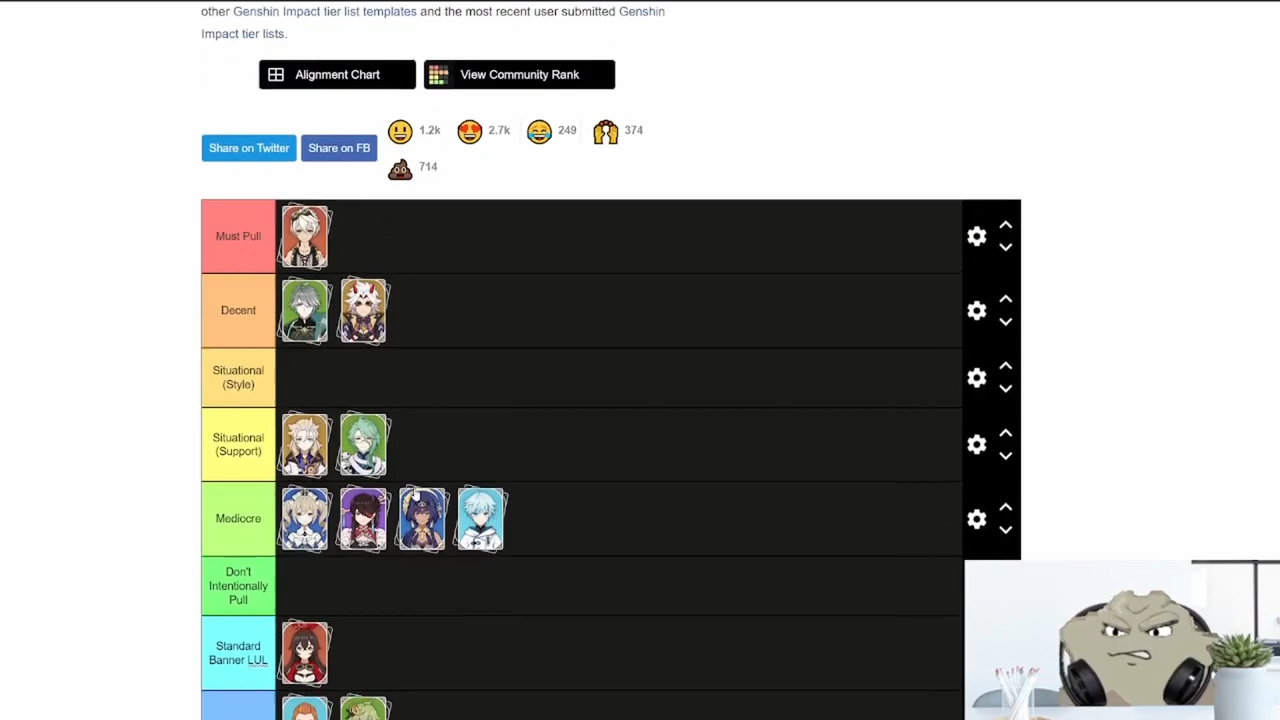 other Genshin Impact tier list templates and the most recent user submitted Genshin
Impact tier lists.
Alignment Chart
View Community Rank
1.2k
2.7k
249
374
Share on Twitter
Share on FB
714
Must Pull
Decent
Situational
(Style)
Situational
(Support)
Mediocre
Don't
Intentionally
Pull
Standard
Banner LUL